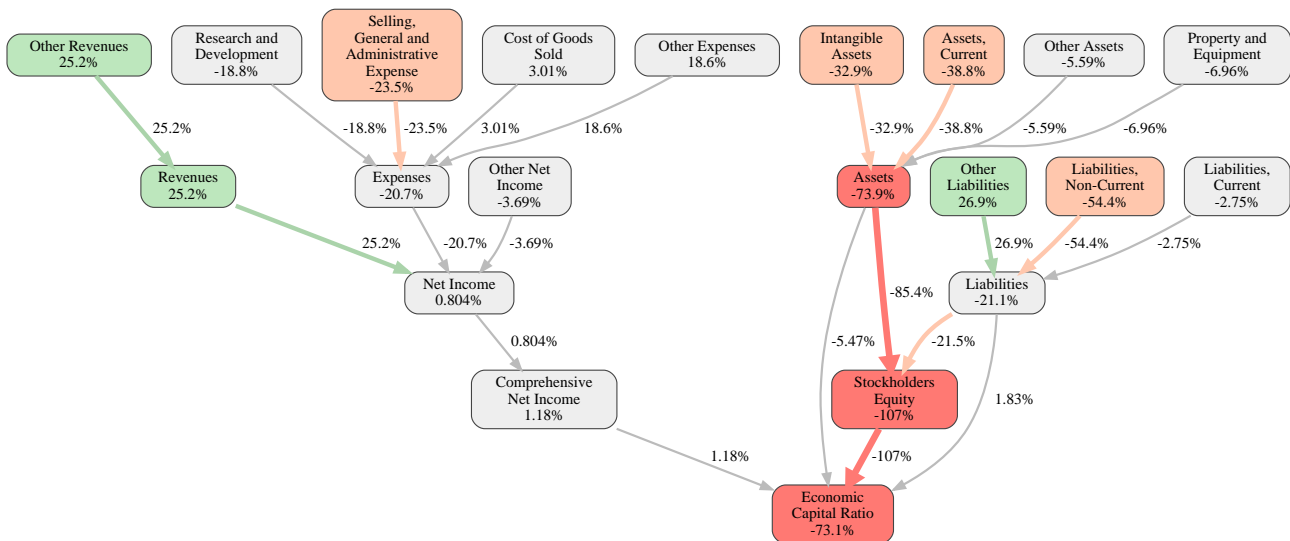 Other Revenues
25.2%
Research and
Development
-18.8%
Selling,
General and
Administrative
Expense
-23.5%
Cost of Goods
Sold
3.01%
Other Expenses
18.6%
Intangible
Assets
-32.9%
Assets,
Current
-38.8%
Other Assets
-5.59%
Property and
Equipment
-6.96%
25.2%
-18.8%
-23.5%
3.01%
18.6%
-32.9%
-38.8%
-5.59%
-6.96%
Revenues
25.2%
Expenses
-20.7%
Other Net
Income
-3.69%
Assets
-73.9%
Other
Liabilities
26.9%
Liabilities,
Non-Current
-54.4%
Liabilities,
Current
-2.75%
25.2%
-20.7%
-3.69%
26.9%
-54.4%
-2.75%
Net Income
0.804%
-85.4%
Liabilities
-21.1%
0.804%
-5.47%
-21.5%
Comprehensive
Net Income
1.18%
Stockholders
Equity
-107%
1.83%
1.18%
-107%
Economic
Capital Ratio
-73.1%